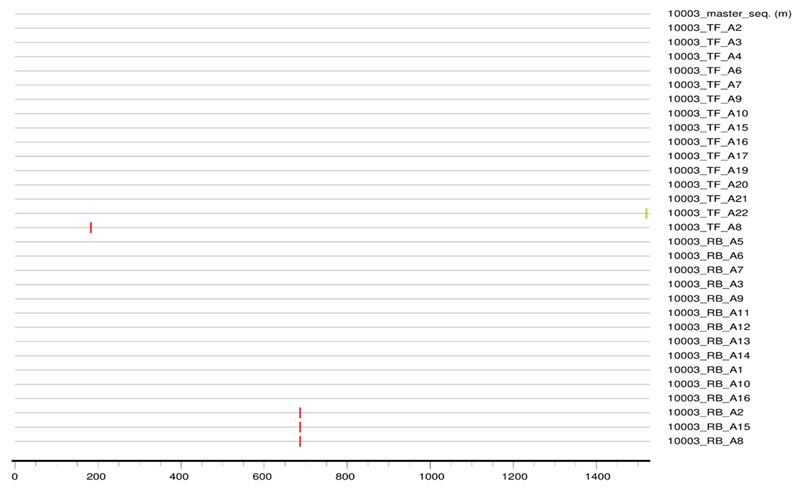 10003_master_seq. (m)
10003_TF_A2
10003_TF_A3
10003_TF_A4
10003_TF_A6
10003_TF_A7
10003_TF_A9
10003_TF_A10
10003_TF_A15
10003_TF_A16
10003_TF_A17
10003_TF_A19
10003_TF_A20
10003_TF_A21
10003_TF_A22
10003_TF_A8
10003_RB_A5
10003_RB_A6
10003_RB_A7
10003_RB_A3
10003_RB_A9
10003_RB_A11
10003_RB_A12
10003_RB_A13
10003_RB_A14
10003_RB_A1
10003_RB_A10
10003_RB_A16
10003_RB_A2
10003_RB_A15
10003_RB_A8
0 200 400 600 800 1000 1200 1400